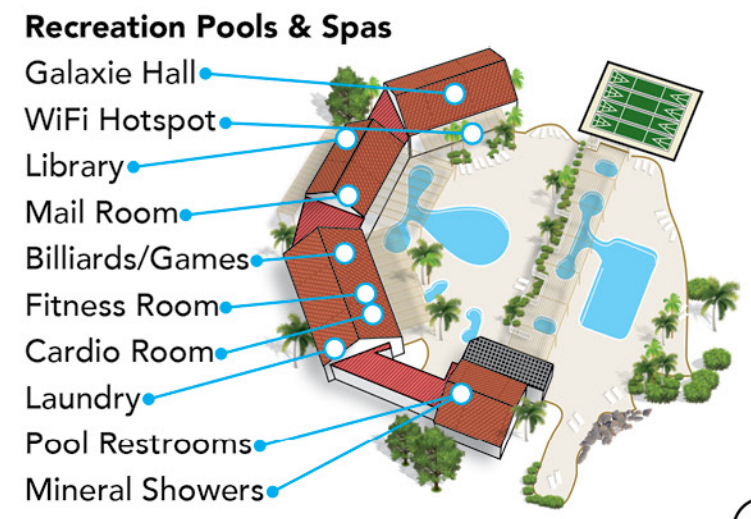 Recreation Pools & Spas
Galaxie Hall
WiFi Hotspot
Library
Mail Room
Billiards/Games
Fitness Room
Cardio Room
Laundry
Pool Restrooms
Mineral Showers